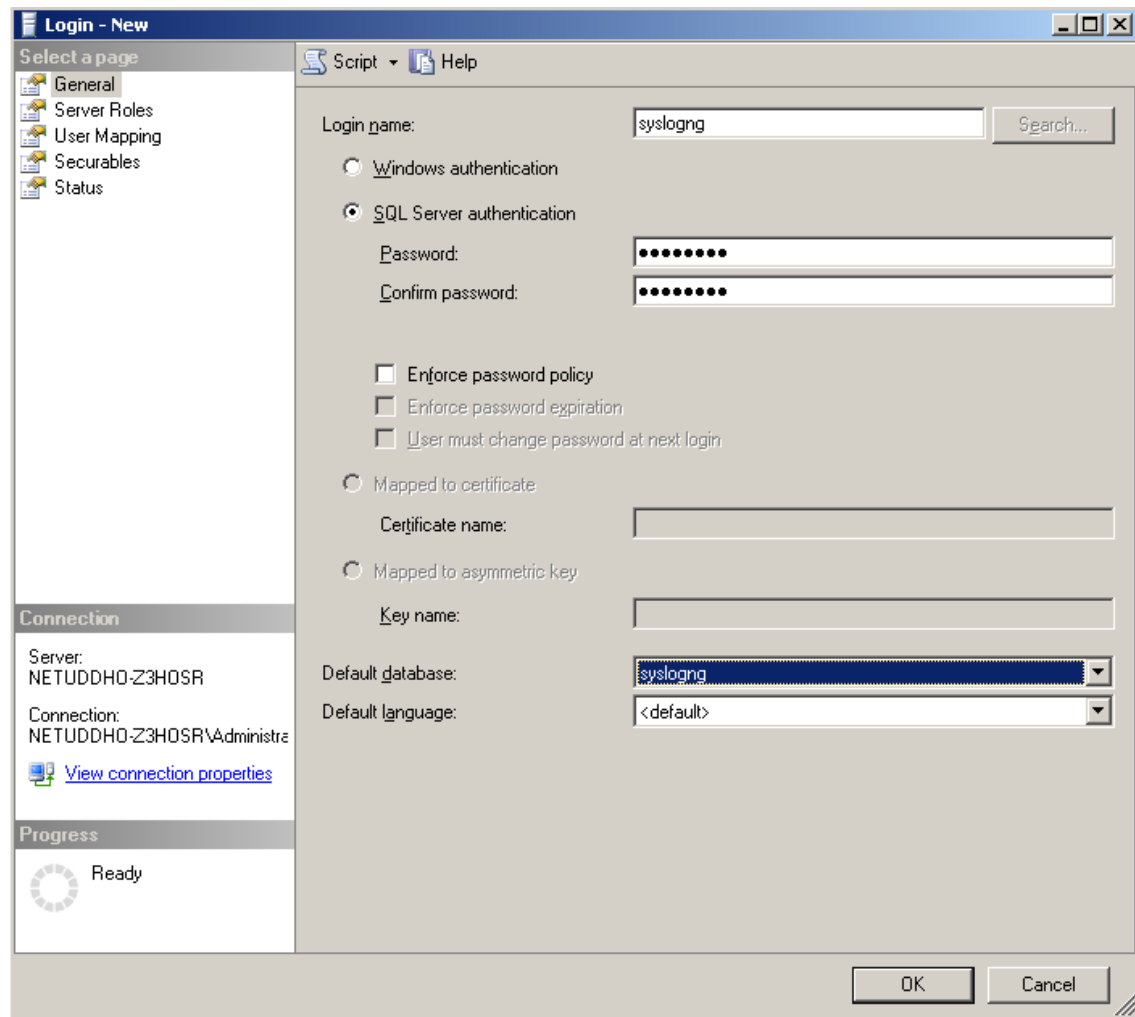 Login - New
Select a page
General
Server Roles
User Mapping
Securables
Status
Connection
Server:
NETUDDHO-Z3HOSR
Connection:
NETUDDHO-Z3HOSR\Administra
View connection properties
Progress
Ready
Script Help
Login name: syslogng Search...
Windows authentication
SQL Server authentication
Password: ●●●●●●●●
Confirm password: ●●●●●●●●
Enforce password policy
Enforce password expiration
User must change password at next login
Mapped to certificate
Certificate name:
Mapped to asymmetric key
Key name:
Default database: syslogng
Default language: <default>
OK Cancel